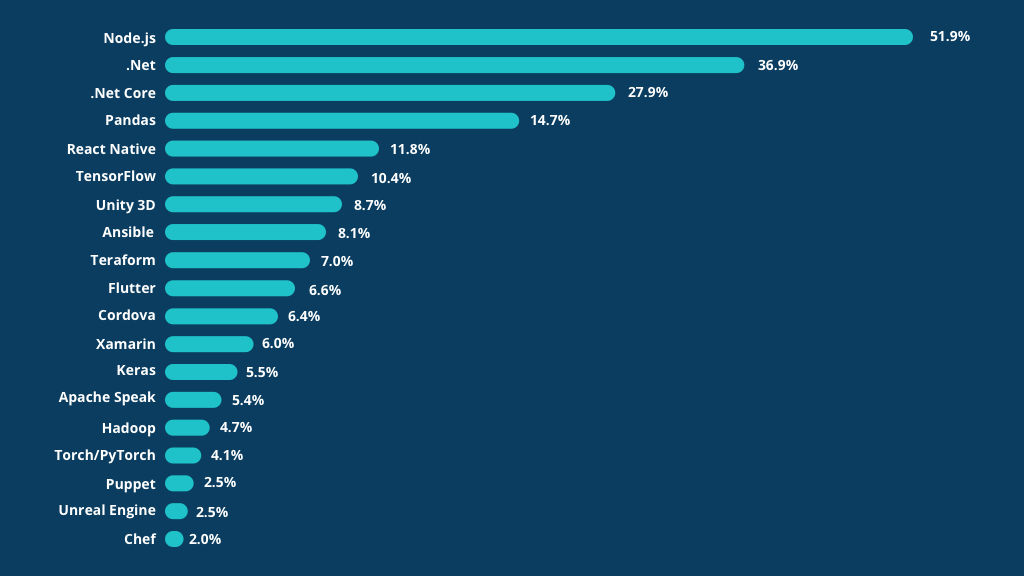 Node.js 51.9%
.Net 36.9%
.Net Core 27.9%
Pandas 14.7%
React Native 11.8%
TensorFlow 10.4%
Unity 3D 8.7%
Ansible 8.1%
Teraform 7.0%
Flutter 6.6%
Cordova 6.4%
Xamarin 6.0%
Keras 5.5%
Apache Speak 5.4%
Hadoop 4.7%
Torch/PyTorch 4.1%
Puppet 2.5%
Unreal Engine 2.5%
Chef 2.0%